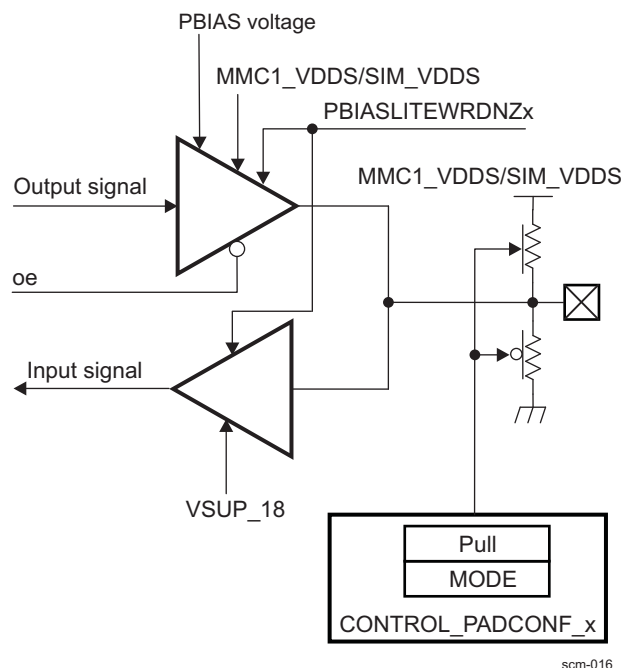 PBIAS voltage
MMC1_VDDS/SIM_VDDS
PBIASLITEWRDNZx
Output signal
MMC1_VDDS/SIM_VDDS
oe
Input signal
VSUP_18
Pull
MODE
CONTROL_PADCONF_x
scm-016